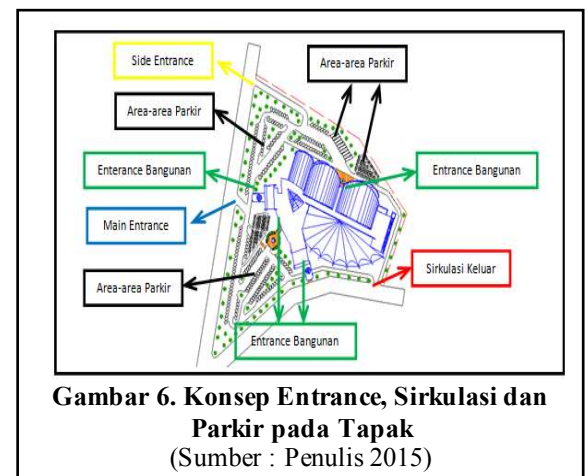 Side Entrance
Area-area Parkir
Area-area Parkir
Enterance Bangunan
Entrance Bangunan
Main Entrance
Area-area Parkir
Sirkulasi Keluar
Entrance Bangunan
Gambar 6. Konsep Entrance, Sirkulasi dan
Parkir pada Tapak
(Sumber : Penulis 2015)